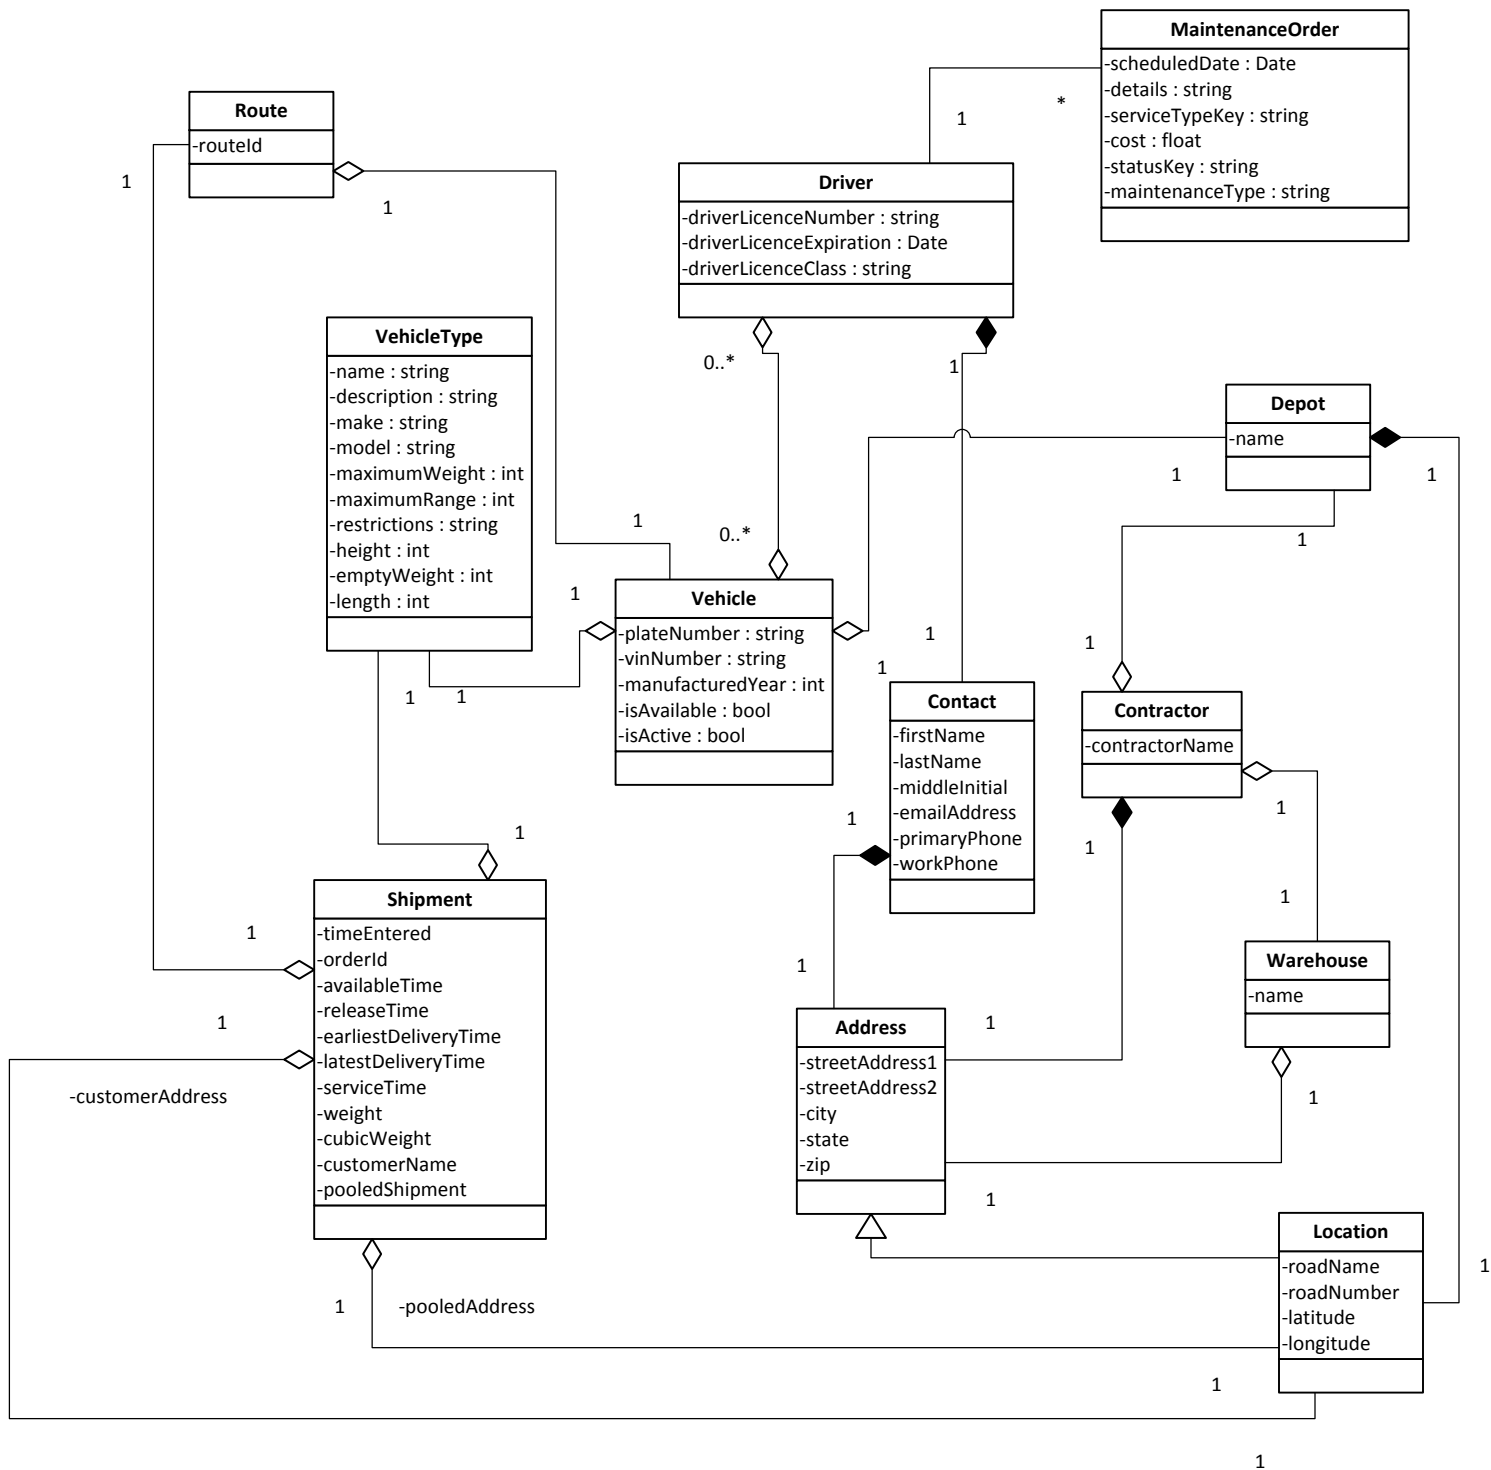 MaintenanceOrder
-scheduledDate : Date
-details : string
-serviceTypeKey : string
-cost : float
-statusKey : string
-maintenanceType : string
*
1
Route
-routeId
1
1
Driver
-driverLicenceNumber : string
-driverLicenceExpiration : Date
-driverLicenceClass : string
0..*
1
VehicleType
-name : string
-description : string
-make : string
-model : string
-maximumWeight : int
-maximumRange : int
-restrictions : string
-height : int
-emptyWeight : int
-length : int
Depot
-name
1
1
1
1
0..*
1
Vehicle
-plateNumber : string
-vinNumber : string
-manufacturedYear : int
-isAvailable : bool
-isActive : bool
1
1
1
1
1
Contact
-firstName
-lastName
-middleInitial
-emailAddress
-primaryPhone
-workPhone
Contractor
-contractorName
1
1
1
1
1
Shipment
-timeEntered
-orderId
-availableTime
-releaseTime
-earliestDeliveryTime
-latestDeliveryTime
-serviceTime
-weight
-cubicWeight
-customerName
-pooledShipment
1
1
-customerAddress
1
1
Warehouse
-name
1
Address
-streetAddress1
-streetAddress2
-city
-state
-zip
1
1
1
-pooledAddress
Location
-roadName
-roadNumber
-latitude
-longitude
1
1
1